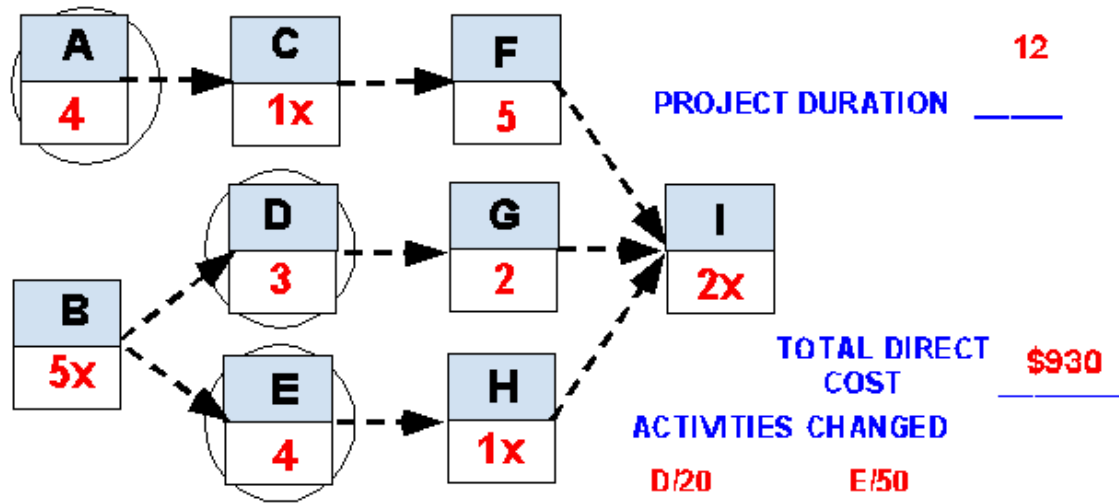 A
4
C
1x
F
5
12
PROJECT DURATION ____
D
3
G
2
I
2x
B
5x
E
4
H
1x
TOTAL DIRECT
COST
$930
ACTIVITIES CHANGED
D/20 E/50